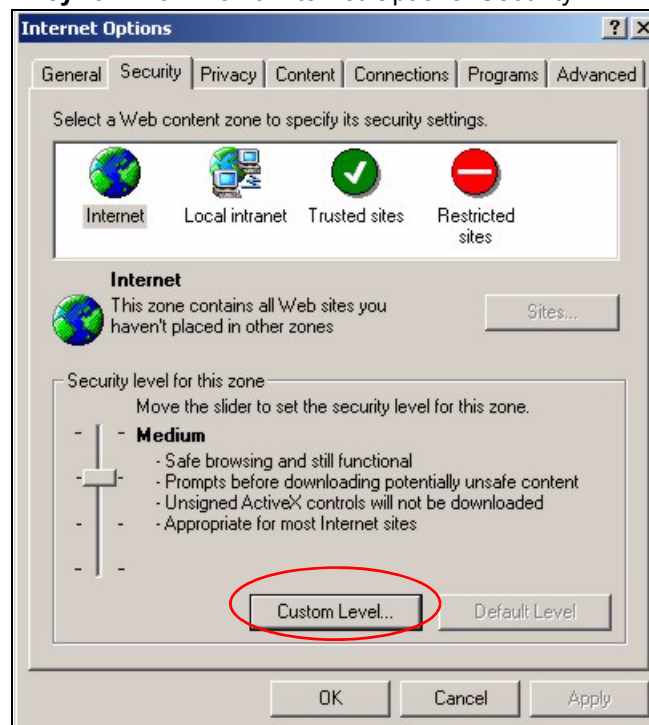 Internet Options
General Security Privacy Content Connections Programs Advanced
Select a Web content zone to specify its security settings.
Internet Local intranet Trusted sites Restricted
sites
Internet
This zone contains all Web sites you
haven't placed in other zones
Sites...
Security level for this zone
Move the slider to set the security level for this zone.
Medium
- Safe browsing and still functional
- Prompts before downloading potentially unsafe content
- Unsigned ActiveX controls will not be downloaded
- Appropriate for most Internet sites
Custom Level... Default Level
OK Cancel Apply